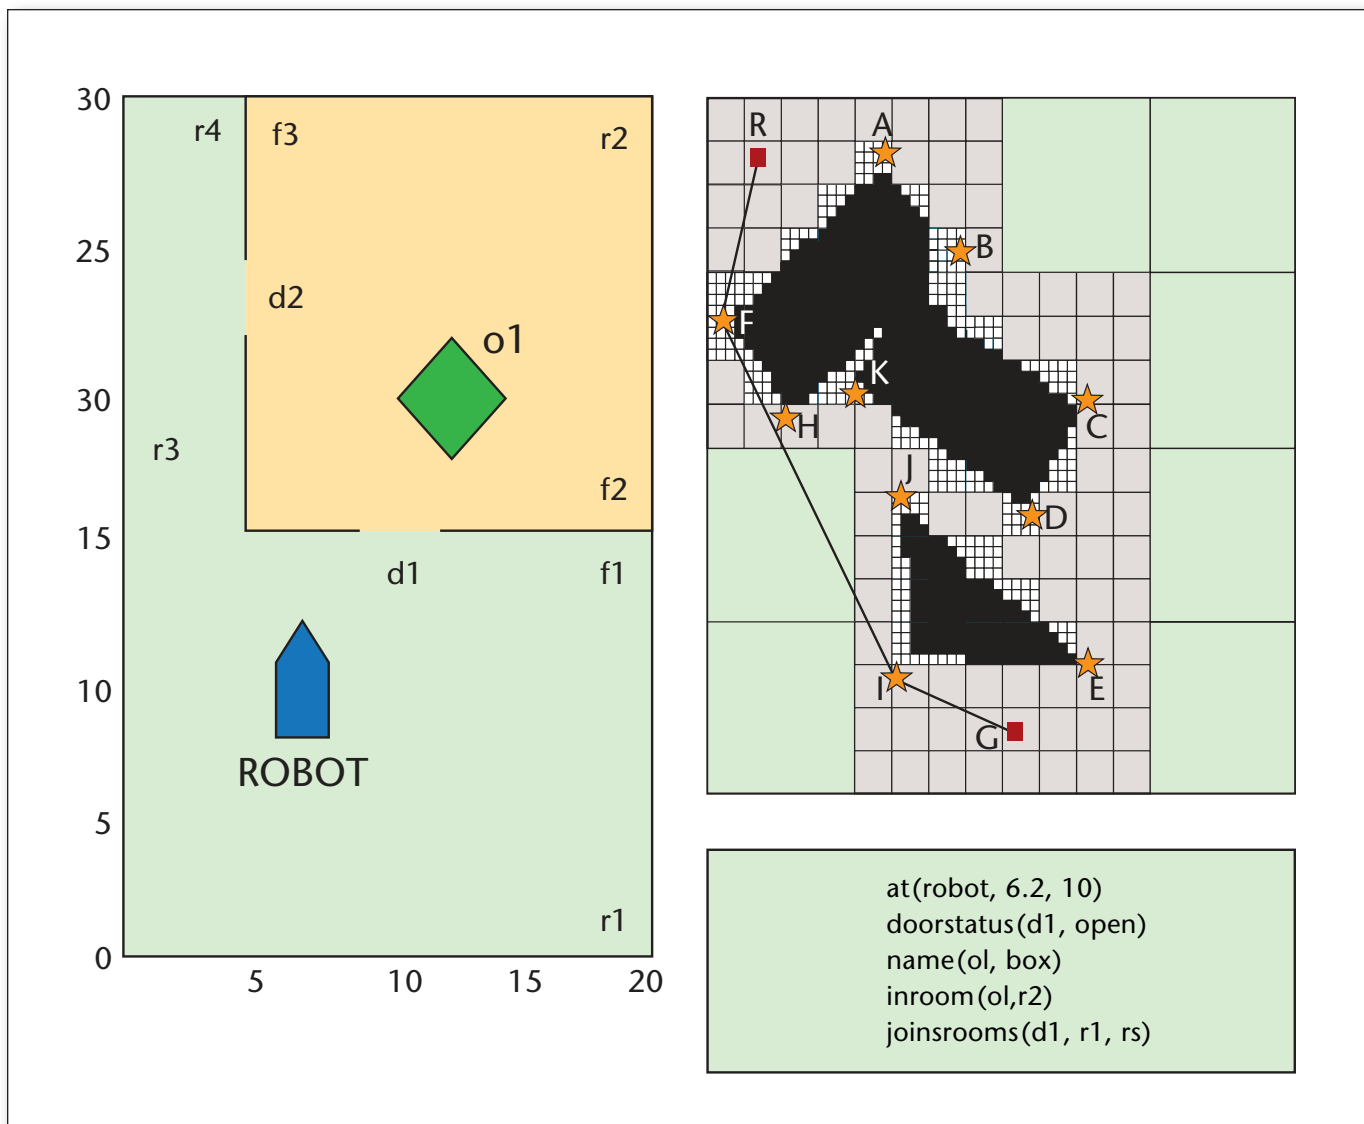 30
25
30
15
10
5
0
5
10
15
20
r4
f3
r2
d2
o1
r3
f2
d1
f1
ROBOT
r1
R
A
B
F
K
H
C
J
D
I
E
G
at(robot, 6.2, 10)
doorstatus(d1, open)
name(ol, box)
inroom(ol,r2)
joinsrooms(d1, r1, rs)